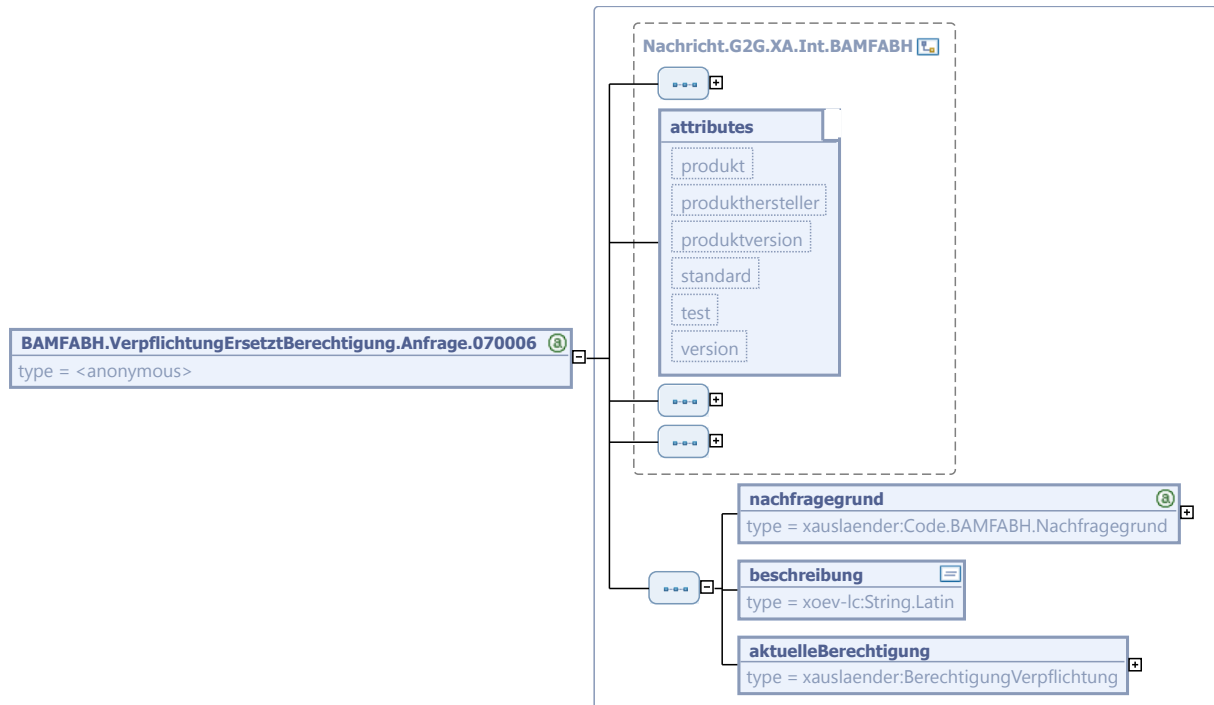 Nachricht.G2G.XA.Int.BAMFABH
attributes
produkt
produkthersteller
produktversion
standard
test
version
BAMFABH.VerpflichtungErsetztBerechtigung.Anfrage.070006
type = <anonymous>
nachfragegrund
type = xauslaender:Code.BAMFABH.Nachfragegrund
beschreibung
type = xoev-lc:String.Latin
aktuelleBerechtigung
type = xauslaender:BerechtigungVerpflichtung